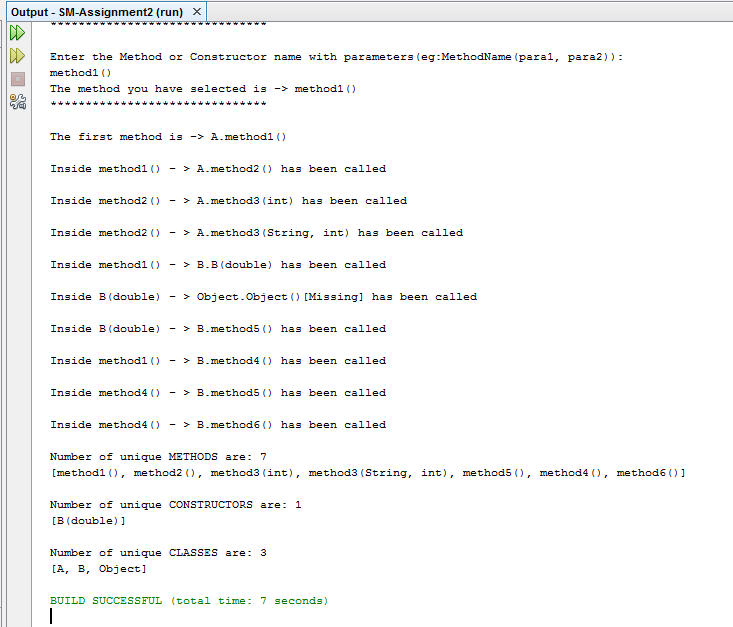 Output - SM-Assignment2 (run) ×
*******************************
Enter the Method or Constructor name with parameters(eg:MethodName(para1, para2)):
method1()
The method you have selected is -> method1()
*******************************
The first method is -> A.method1()
Inside method1() - > A.method2() has been called
Inside method2() - > A.method3(int) has been called
Inside method2() - > A.method3(String, int) has been called
Inside method1() - > B.B(double) has been called
Inside B(double) - > Object.Object()[Missing] has been called
Inside B(double) - > B.method5() has been called
Inside method1() - > B.method4() has been called
Inside method4() - > B.method5() has been called
Inside method4() - > B.method6() has been called
Number of unique METHODS are: 7
[method1(), method2(), method3(int), method3(String, int), method5(), method4(), method6()]
Number of unique CONSTRUCTORS are: 1
[B(double)]
Number of unique CLASSES are: 3
[A, B, Object]
BUILD SUCCESSFUL (total time: 7 seconds)